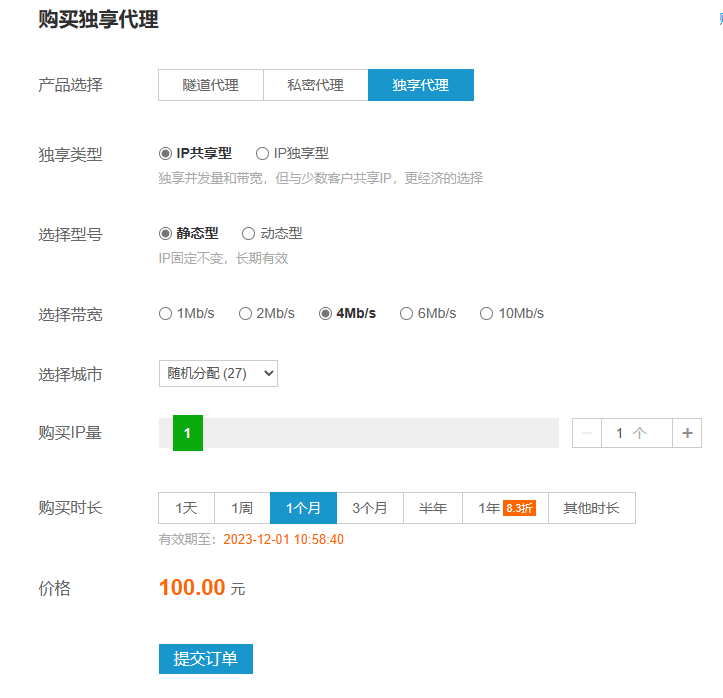 购买独享代理
产品选择 隧道代理 私密代理 独享代理
独享类型 IP共享型 IP独享型
独享并发量和带宽，但与少数客户共享IP，更经济的选择
选择型号 静态型 动态型
IP固定不变，长期有效
选择带宽 1Mb/s 2Mb/s 4Mb/s 6Mb/s 10Mb/s
选择城市 随机分配 (27)
购买IP量 1 − 1 个 +
购买时长 1天 1周 1个月 3个月 半年 1年 8.3折 其他时长
有效期至：2023-12-01 10:58:40
价格 100.00 元
提交订单